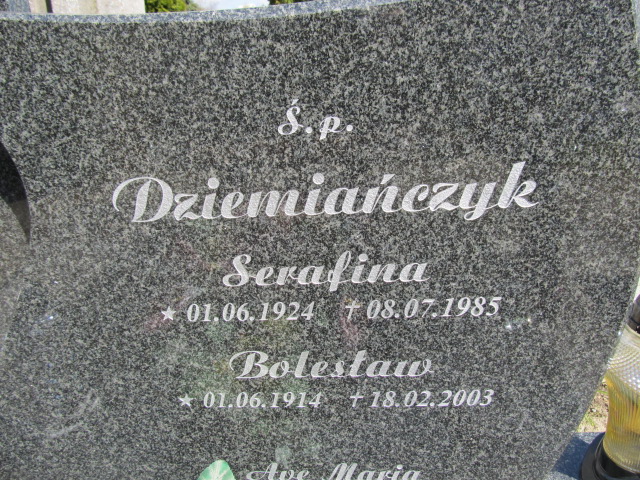 Ś.p.
Dziemiańczyk
Serafina
★ 01.06.1924 † 08.07.1985
Bolesław
★ 01.06.1914 † 18.02.2003
Ave Maria